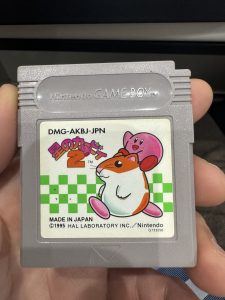 Nintendo GAME BOY
DMG-AKBJ-JPN
星のカービィ
2
MADE IN JAPAN
©1995 HAL LABORATORY INC.／Nintendo